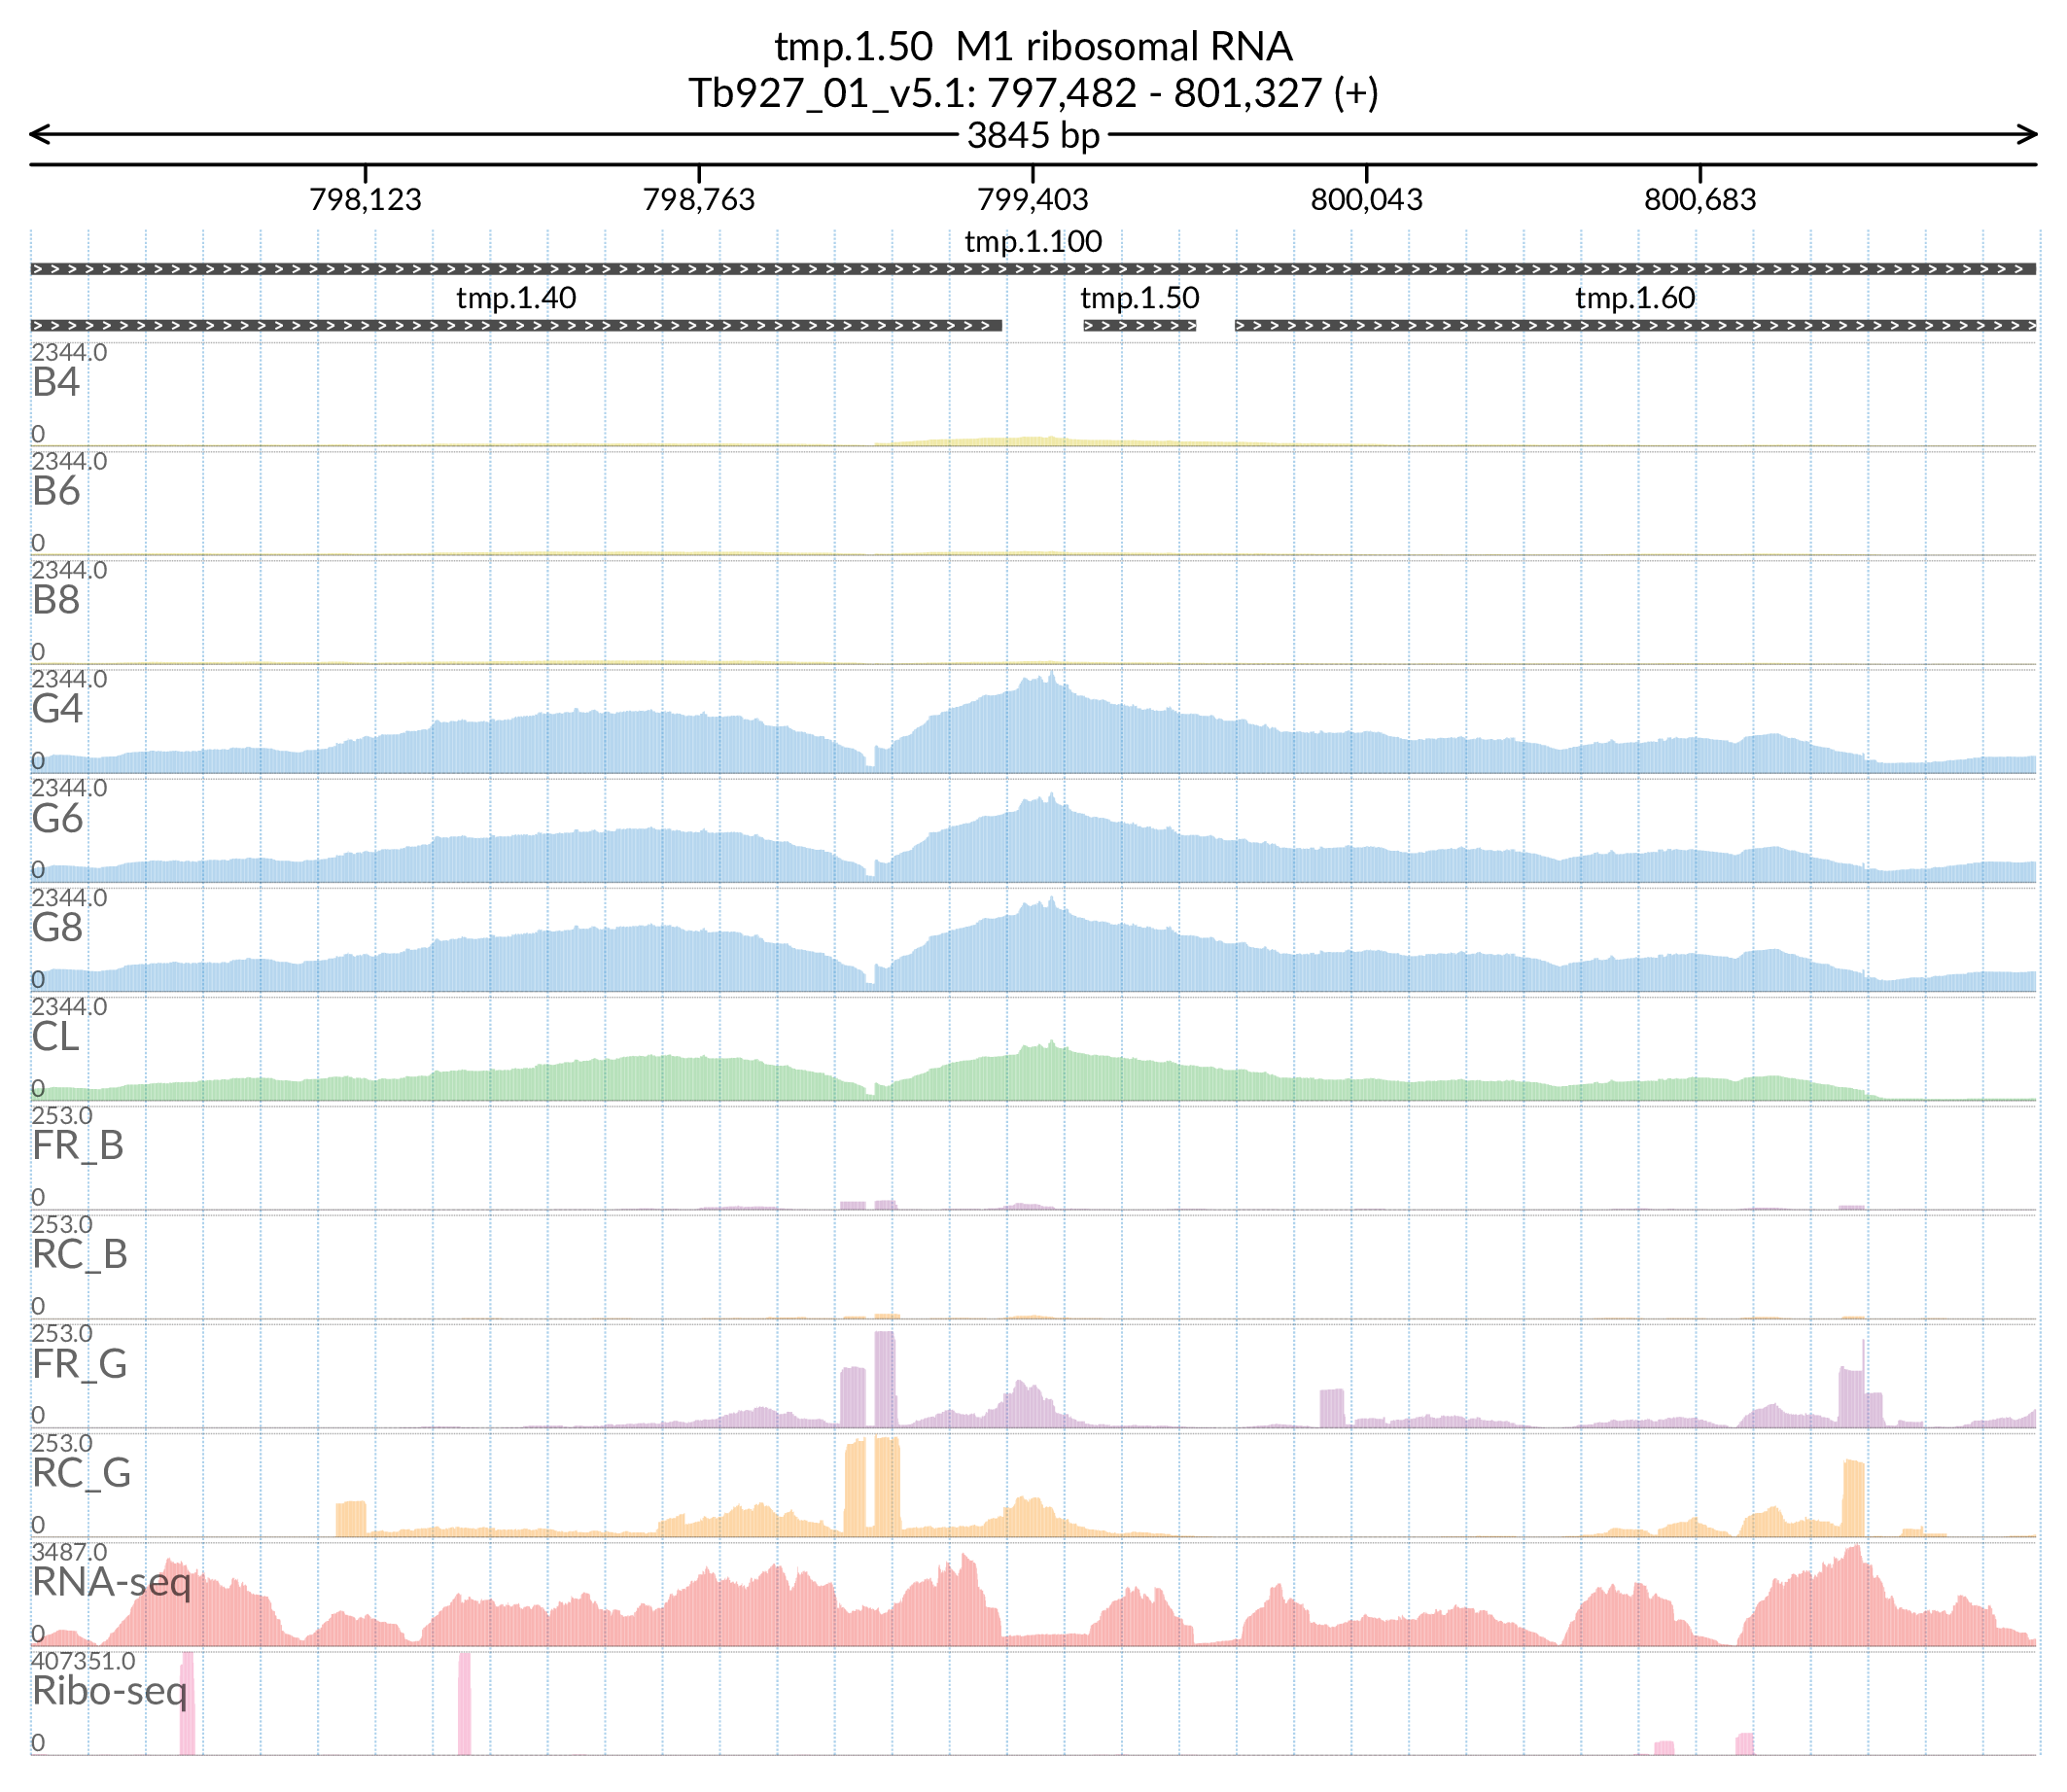 tmp.1.50 M1 ribosomal RNA
Tb927_01_v5.1: 797,482 - 801,327 (+)
3845 bp
798,123 798,763 799,403 800,043 800,683
tmp.1.100
tmp.1.40 tmp.1.50 tmp.1.60
2344.0
B4
0
2344.0
B6
0
2344.0
B8
0
2344.0
G4
0
2344.0
G6
0
2344.0
G8
0
2344.0
CL
0
253.0
FR_B
0
253.0
RC_B
0
253.0
FR_G
0
253.0
RC_G
0
3487.0
RNA-seq
0
407351.0
Ribo-seq
0